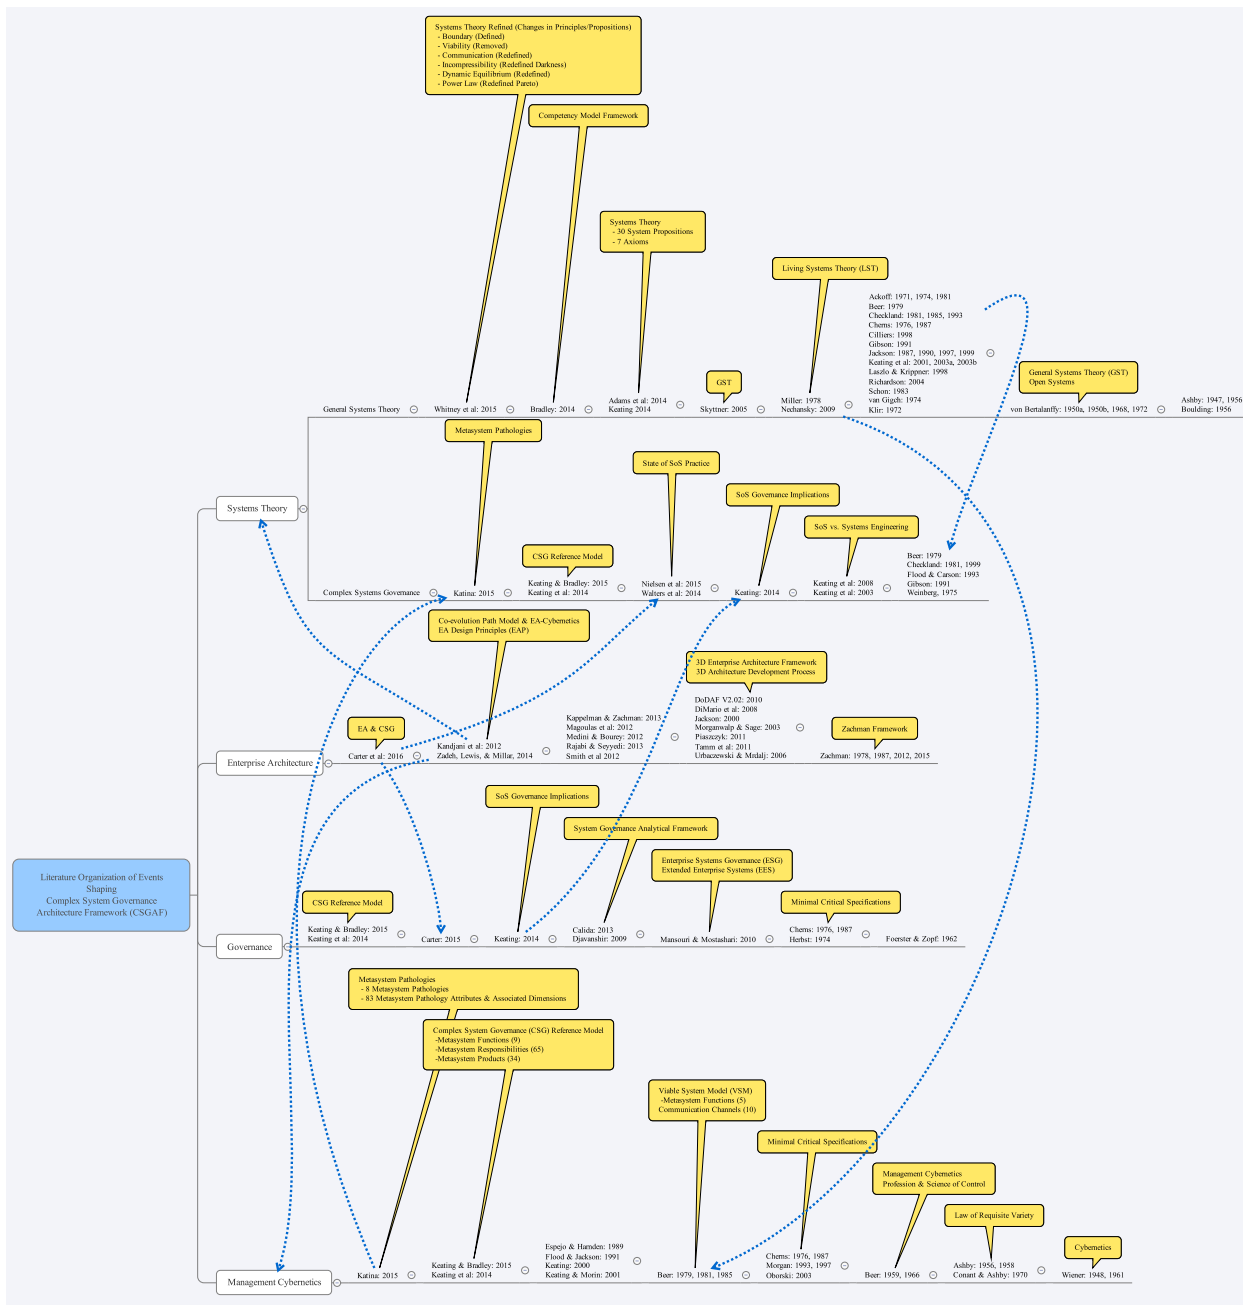 Systems Theory Refined (Changes in Principles/Propositions)
- Boundary (Defined)
- Viability (Removed)
- Communication (Redefined)
- Incompressibility (Redefined Darkness)
- Dynamic Equilibrium (Redefined)
- Power Law (Redefined Pareto)
Competency Model Framework
Systems Theory
- 30 System Propositions
- 7 Axioms
Living Systems Theory (LST)
GST
General Systems Theory (GST)
Open Systems
General Systems Theory
Whitney et al: 2015
Bradley: 2014
Adams et al: 2014
Keating 2014
Skyttner: 2005
Miller: 1978
Nechansky: 2009
Ackoff: 1971, 1974, 1981
Beer: 1979
Checkland: 1981, 1985, 1993
Cherns: 1976, 1987
Cilliers: 1998
Gibson: 1991
Jackson: 1987, 1990, 1997, 1999
Keating et al: 2001, 2003a, 2003b
Laszlo & Krippner: 1998
Richardson: 2004
Schon: 1983
van Gigch: 1974
Klir: 1972
von Bertalanffy: 1950a, 1950b, 1968, 1972
Ashby: 1947, 1956
Boulding: 1956
Systems Theory
Metasystem Pathologies
State of SoS Practice
SoS Governance Implications
SoS vs. Systems Engineering
CSG Reference Model
Complex Systems Governance
Katina: 2015
Keating & Bradley: 2015
Keating et al: 2014
Nielsen et al: 2015
Walters et al: 2014
Keating: 2014
Keating et al: 2008
Keating et al: 2003
Beer: 1979
Checkland: 1981, 1999
Flood & Carson: 1993
Gibson: 1991
Weinberg, 1975
Co-evolution Path Model & EA-Cybernetics
EA Design Principles (EAP)
3D Enterprise Architecture Framework
3D Architecture Development Process
EA & CSG
Zachman Framework
Enterprise Architecture
Carter et al: 2016
Kandjani et al: 2012
Zadeh, Lewis, & Millar, 2014
Kappelman & Zachman: 2013
Magoulas et al: 2012
Medini & Bourey: 2012
Rajabi & Seyyedi: 2013
Smith et al 2012
DoDAF V2.02: 2010
DiMario et al: 2008
Jackson: 2000
Morganwalp & Sage: 2003
Piaszczyk: 2011
Tamm et al: 2011
Urbaczewski & Mrdalj: 2006
Zachman: 1978, 1987, 2012, 2015
Literature Organization of Events
Shaping
Complex System Governance
Architecture Framework (CSGAF)
SoS Governance Implications
System Governance Analytical Framework
Enterprise Systems Governance (ESG)
Extended Enterprise Systems (EES)
CSG Reference Model
Minimal Critical Specifications
Governance
Keating & Bradley: 2015
Keating et al: 2014
Carter: 2015
Keating: 2014
Calida: 2013
Djavanshir: 2009
Mansouri & Mostashari: 2010
Cherns: 1976, 1987
Herbst: 1974
Foerster & Zopf: 1962
Metasystem Pathologies
- 8 Metasystem Pathologies
- 83 Metasystem Pathology Attributes & Associated Dimensions
Complex System Governance (CSG) Reference Model
-Metasystem Functions (9)
-Metasystem Responsibilities (65)
-Metasystem Products (34)
Viable System Model (VSM)
-Metasystem Functions (5)
Communication Channels (10)
Minimal Critical Specifications
Management Cybernetics
Profession & Science of Control
Law of Requisite Variety
Cybernetics
Management Cybernetics
Katina: 2015
Keating & Bradley: 2015
Keating et al: 2014
Espejo & Harnden: 1989
Flood & Jackson: 1991
Keating: 2000
Keating & Morin: 2001
Beer: 1979, 1981, 1985
Cherns: 1976, 1987
Morgan: 1993, 1997
Oborski: 2003
Beer: 1959, 1966
Ashby: 1956, 1958
Conant & Ashby: 1970
Wiener: 1948, 1961